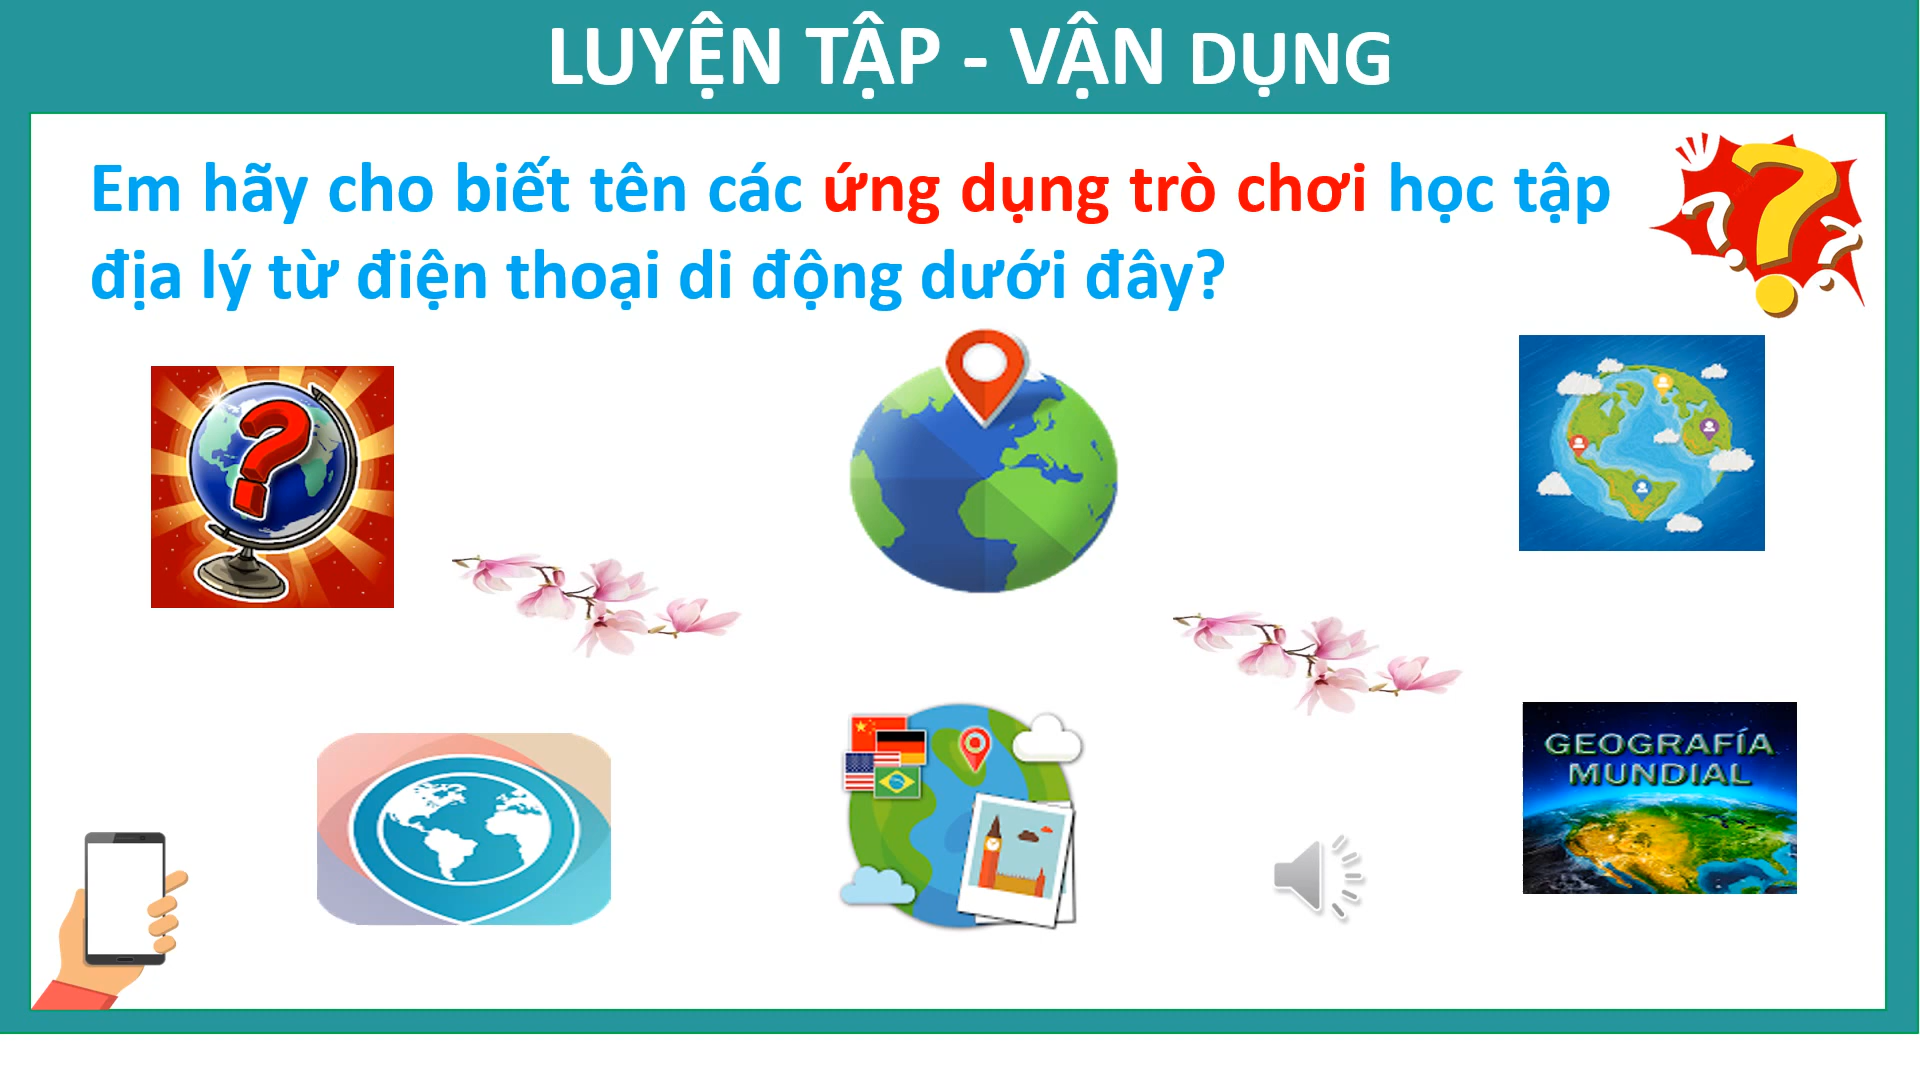 LUYỆN TẬP - VẬN DỤNG
Em hãy cho biết tên các ứng dụng trò chơi học tập
địa lý từ điện thoại di động dưới đây?
GEOGRAFÍA
MUNDIAL